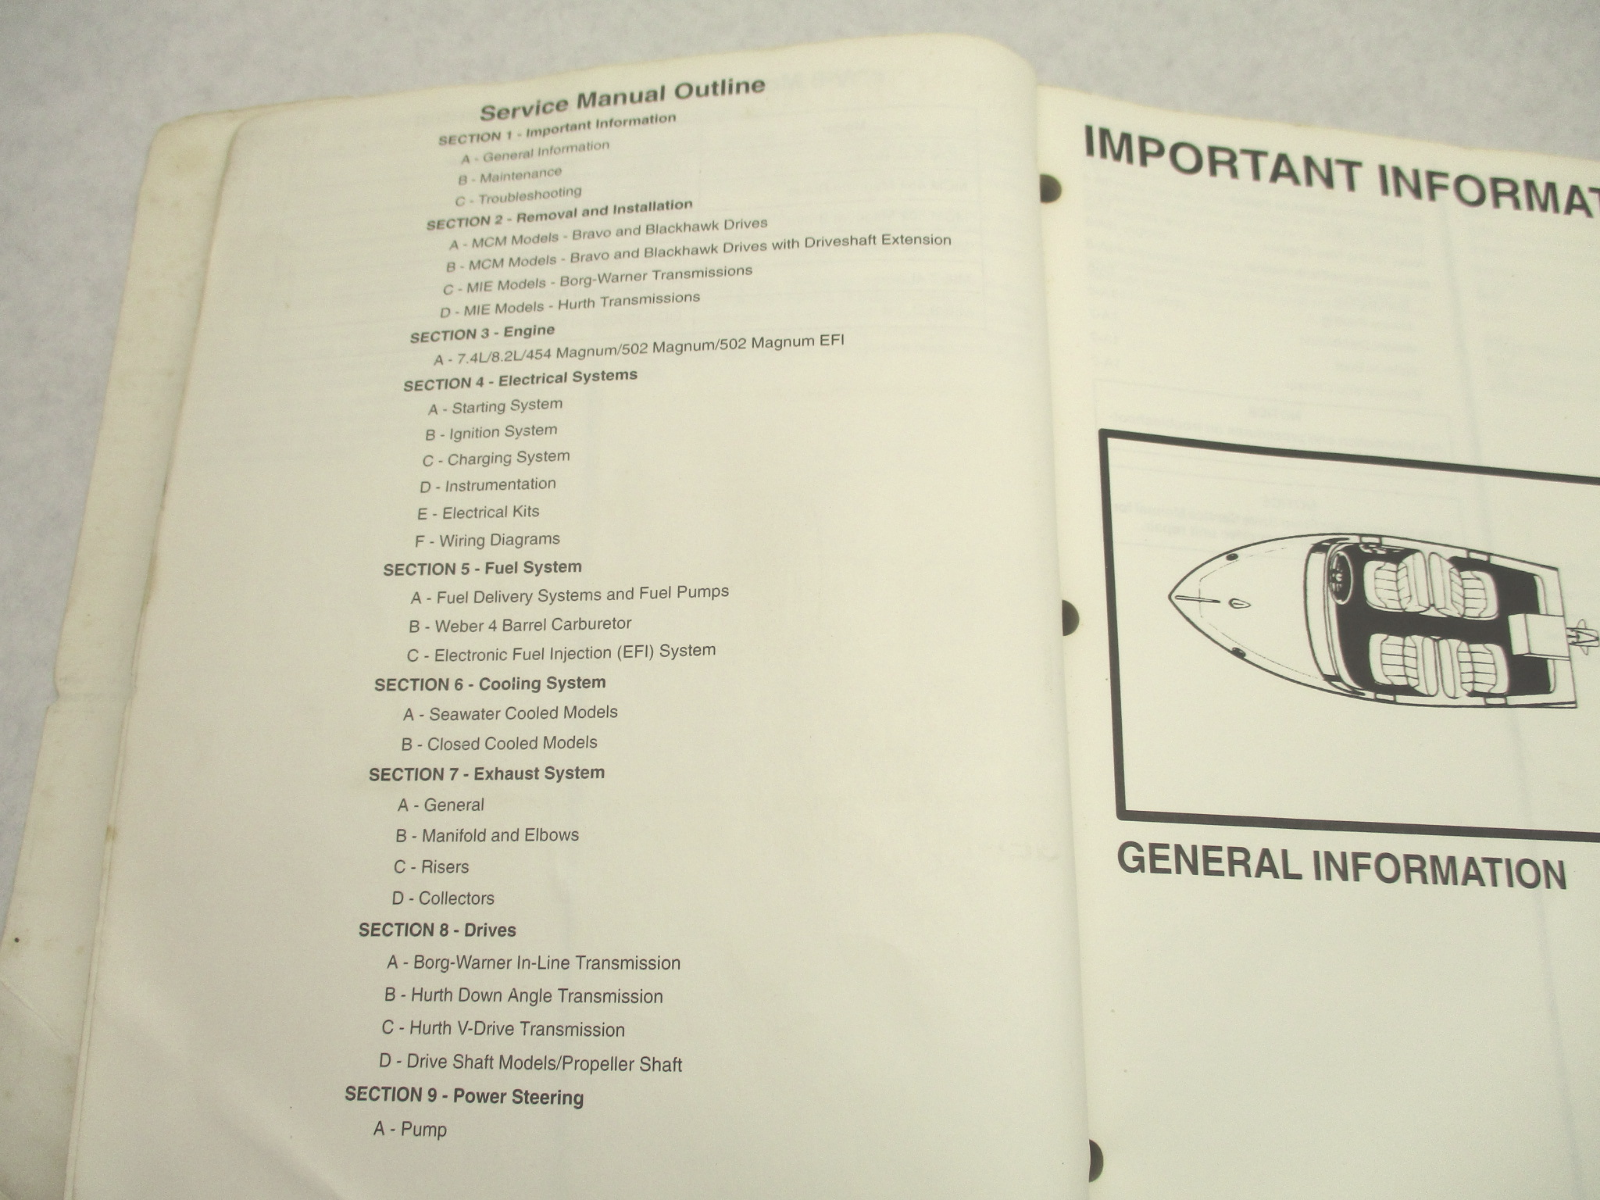 Service Manual Outline
SECTION 1 - Important Information
A - General Information
B - Maintenance
C - Troubleshooting
SECTION 2 - Removal and Installation
A - MCM Models - Bravo and Blackhawk Drives
B - MCM Models - Bravo and Blackhawk Drives with Driveshaft Extension
C - MIE Models - Borg-Warner Transmissions
D - MIE Models - Hurth Transmissions
SECTION 3 - Engine
A - 7.4L/8.2L/454 Magnum/502 Magnum/502 Magnum EFI
SECTION 4 - Electrical Systems
A - Starting System
B - Ignition System
C - Charging System
D - Instrumentation
E - Electrical Kits
F - Wiring Diagrams
SECTION 5 - Fuel System
A - Fuel Delivery Systems and Fuel Pumps
B - Weber 4 Barrel Carburetor
C - Electronic Fuel Injection (EFI) System
SECTION 6 - Cooling System
A - Seawater Cooled Models
B - Closed Cooled Models
SECTION 7 - Exhaust System
A - General
B - Manifold and Elbows
C - Risers
D - Collectors
SECTION 8 - Drives
A - Borg-Warner In-Line Transmission
B - Hurth Down Angle Transmission
C - Hurth V-Drive Transmission
D - Drive Shaft Models/Propeller Shaft
SECTION 9 - Power Steering
A - Pump
IMPORTANT INFORMAT
GENERAL INFORMATION